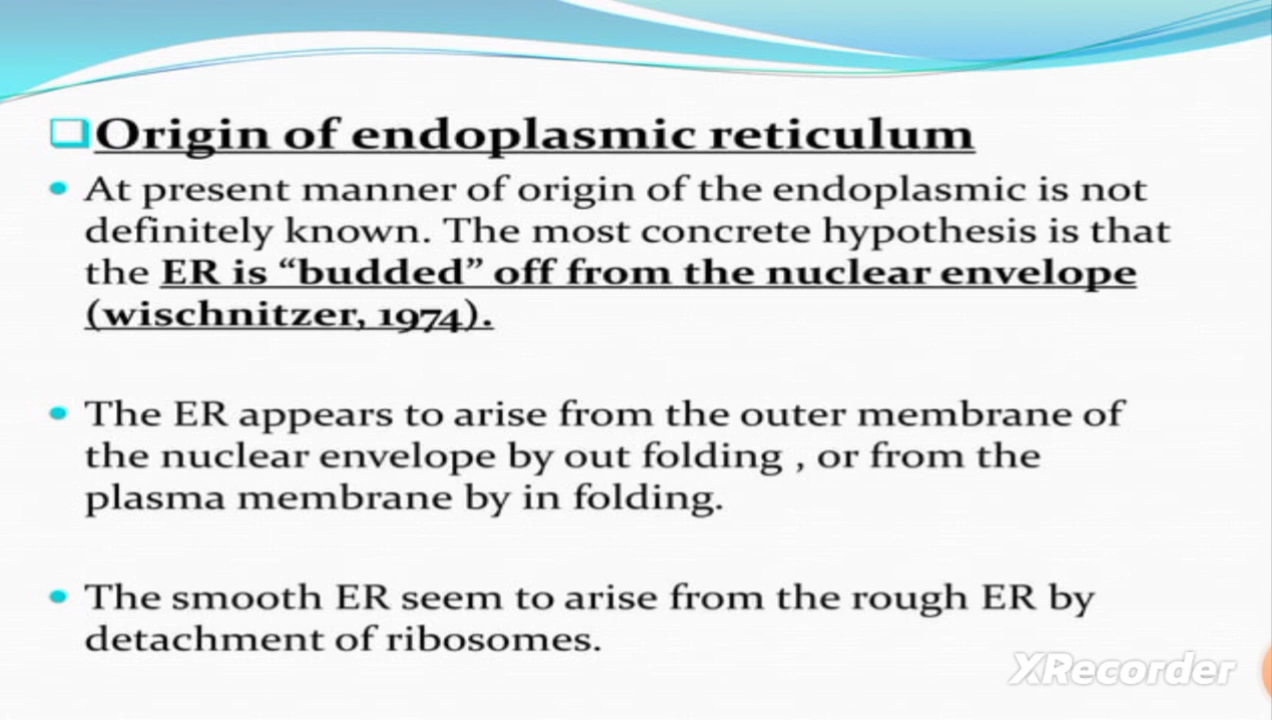 Origin of endoplasmic reticulum
At present manner of origin of the endoplasmic is not
definitely known. The most concrete hypothesis is that
the ER is “budded” off from the nuclear envelope
(wischnitzer, 1974).
The ER appears to arise from the outer membrane of
the nuclear envelope by out folding , or from the
plasma membrane by in folding.
The smooth ER seem to arise from the rough ER by
detachment of ribosomes.
XRecorder